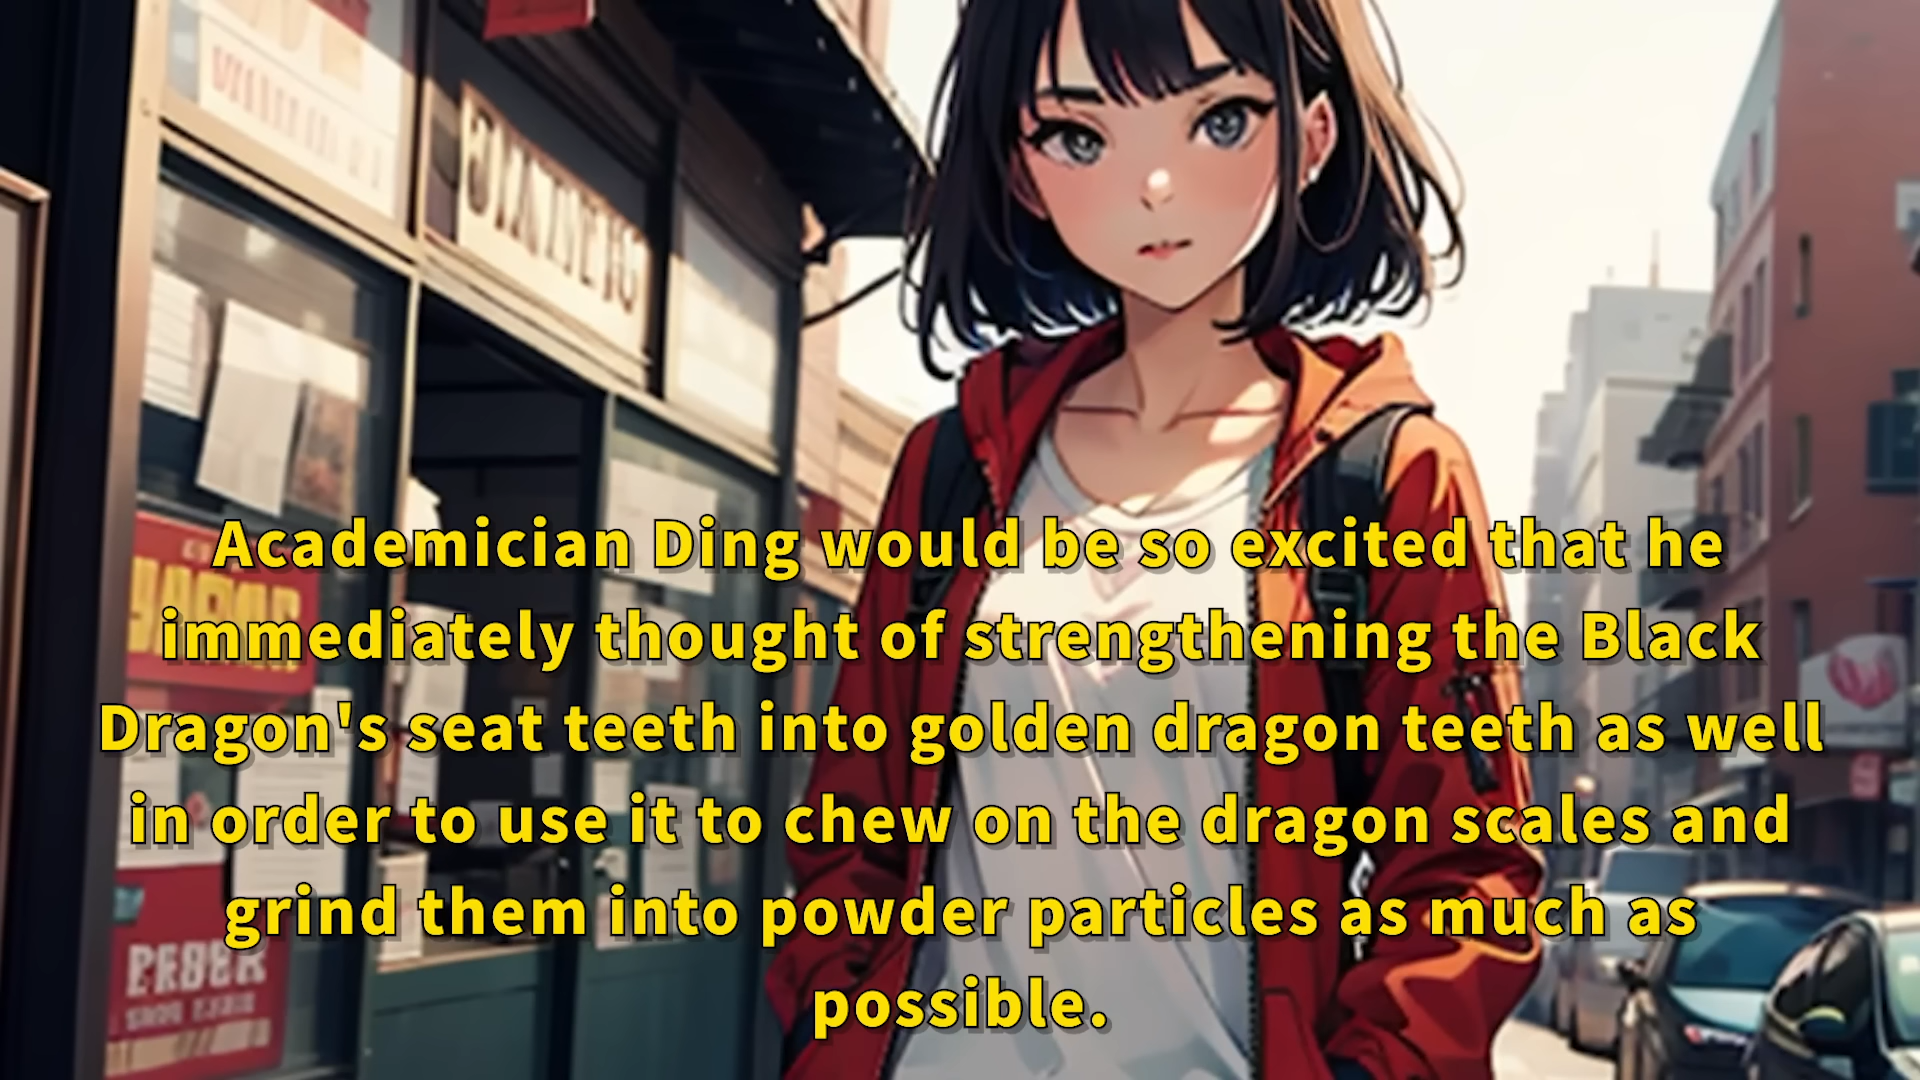 Academician Ding would be so excited that he
immediately thought of strengthening the Black
Dragon's seat teeth into golden dragon teeth as well
in order to use it to chew on the dragon scales and
grind them into powder particles as much as
possible.